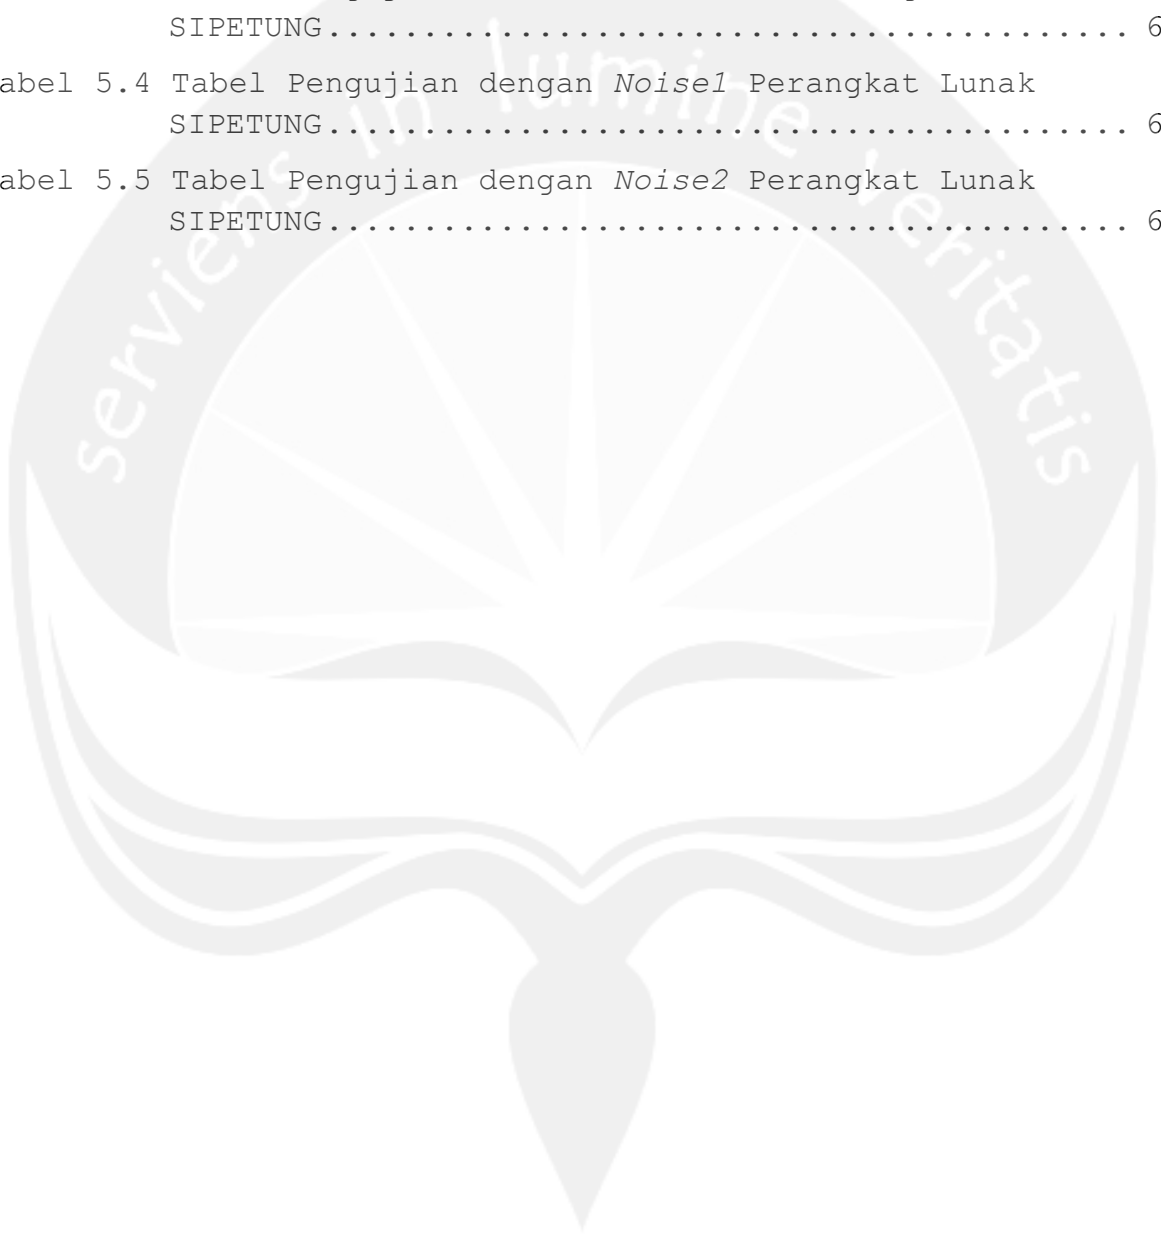 SIPETUNG.......................................... 6
abel 5.4 Tabel Pengujian dengan Noise1 Perangkat Lunak
SIPETUNG.......................................... 6
abel 5.5 Tabel Pengujian dengan Noise2 Perangkat Lunak
SIPETUNG.......................................... 6
serviens in lumine veritatis